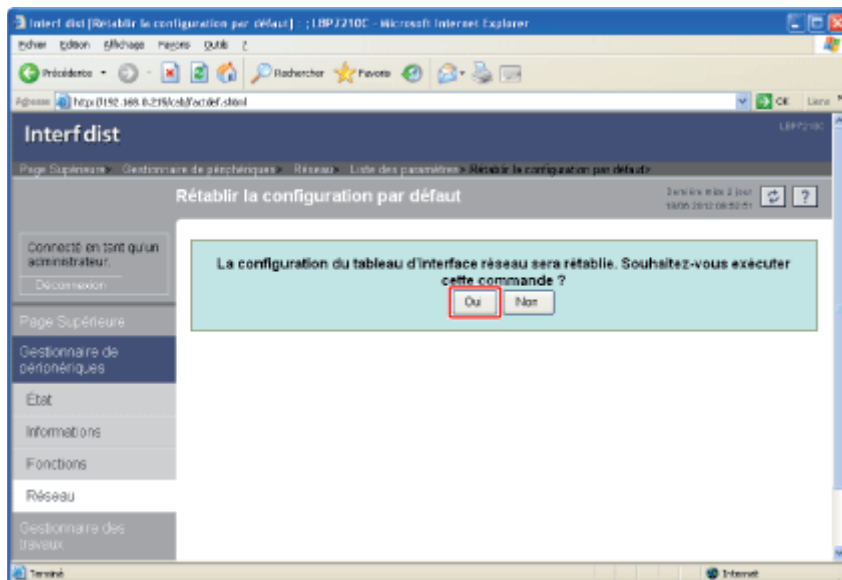 Interf dist [Rétablir la configuration par défaut] : ; LBP7210C - Microsoft Internet Explorer
Fichier Edition Affichage Favoris Outils ?
Précédente Rechercher Favoris
Adresse OK Liens
LBP7210C
Interf dist
Page Supérieure> Gestionnaire de périphériques> Réseau> Liste des paramètres> Rétablir la configuration par défaut>
Rétablir la configuration par défaut
Dernière mise à jour
?
Connecté en tant qu'un
administrateur.
Déconnexion
La configuration du tableau d'interface réseau sera rétablie. Souhaitez-vous exécuter
cette commande ?
Oui Non
Page Supérieure
Gestionnaire de
périphériques
État
Informations
Fonctions
Réseau
Gestionnaire des
travaux
Terminé Internet